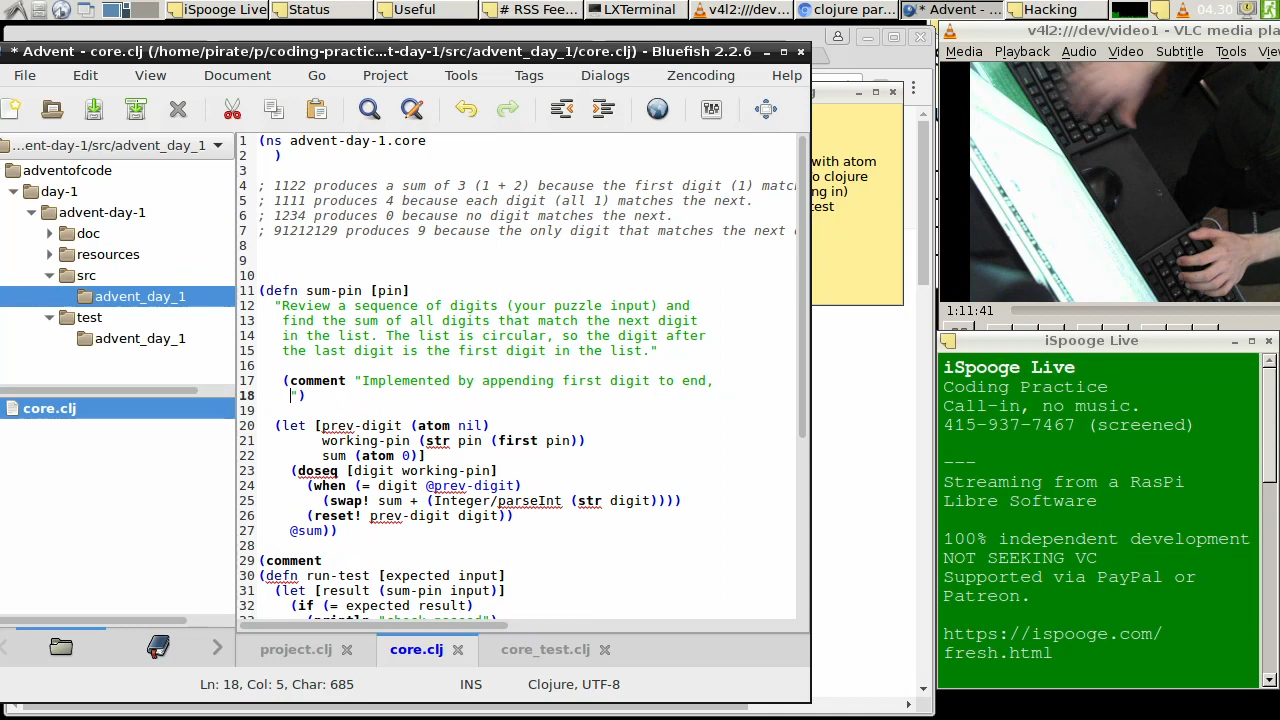 iSpooge Live
Status
Useful
# RSS Fee...
LXTerminal
v4l2:///dev...
clojure par...
* Advent - ...
Hacking
04.30
* Advent - core.clj (/home/pirate/p/coding-practic...t-day-1/src/advent_day_1/core.clj) - Bluefish 2.2.6
File Edit View Document Go Project Tools Tags Dialogs Zencoding Help
...ent-day-1/src/advent_day_1
adventofcode
day-1
advent-day-1
doc
resources
src
advent_day_1
test
advent_day_1
core.clj
1 (ns advent-day-1.core
2   )
3
4 ; 1122 produces a sum of 3 (1 + 2) because the first digit (1) matc
5 ; 1111 produces 4 because each digit (all 1) matches the next.
6 ; 1234 produces 0 because no digit matches the next.
7 ; 91212129 produces 9 because the only digit that matches the next
8
9
10
11 (defn sum-pin [pin]
12   "Review a sequence of digits (your puzzle input) and
13    find the sum of all digits that match the next digit
14    in the list. The list is circular, so the digit after
15    the last digit is the first digit in the list."
16
17    (comment "Implemented by appending first digit to end,
18     ")
19
20   (let [prev-digit (atom nil)
21         working-pin (str pin (first pin))
22         sum (atom 0)]
23     (doseq [digit working-pin]
24       (when (= digit @prev-digit)
25         (swap! sum + (Integer/parseInt (str digit))))
26       (reset! prev-digit digit))
27     @sum))
28
29 (comment
30 (defn run-test [expected input]
31   (let [result (sum-pin input)]
32     (if (= expected result)
project.clj
core.clj
core_test.clj
Ln: 18, Col: 5, Char: 685
INS
Clojure, UTF-8
with atom
o clojure
ng in)
test
v4l2:///dev/video1 - VLC media pla
Media Playback Audio Video Subtitle Tools
1:11:41
iSpooge Live
iSpooge Live
Coding Practice
Call-in, no music.
415-937-7467 (screened)
---
Streaming from a RasPi
Libre Software
100% independent development
NOT SEEKING VC
Supported via PayPal or
Patreon.
https://ispooge.com/
fresh.html